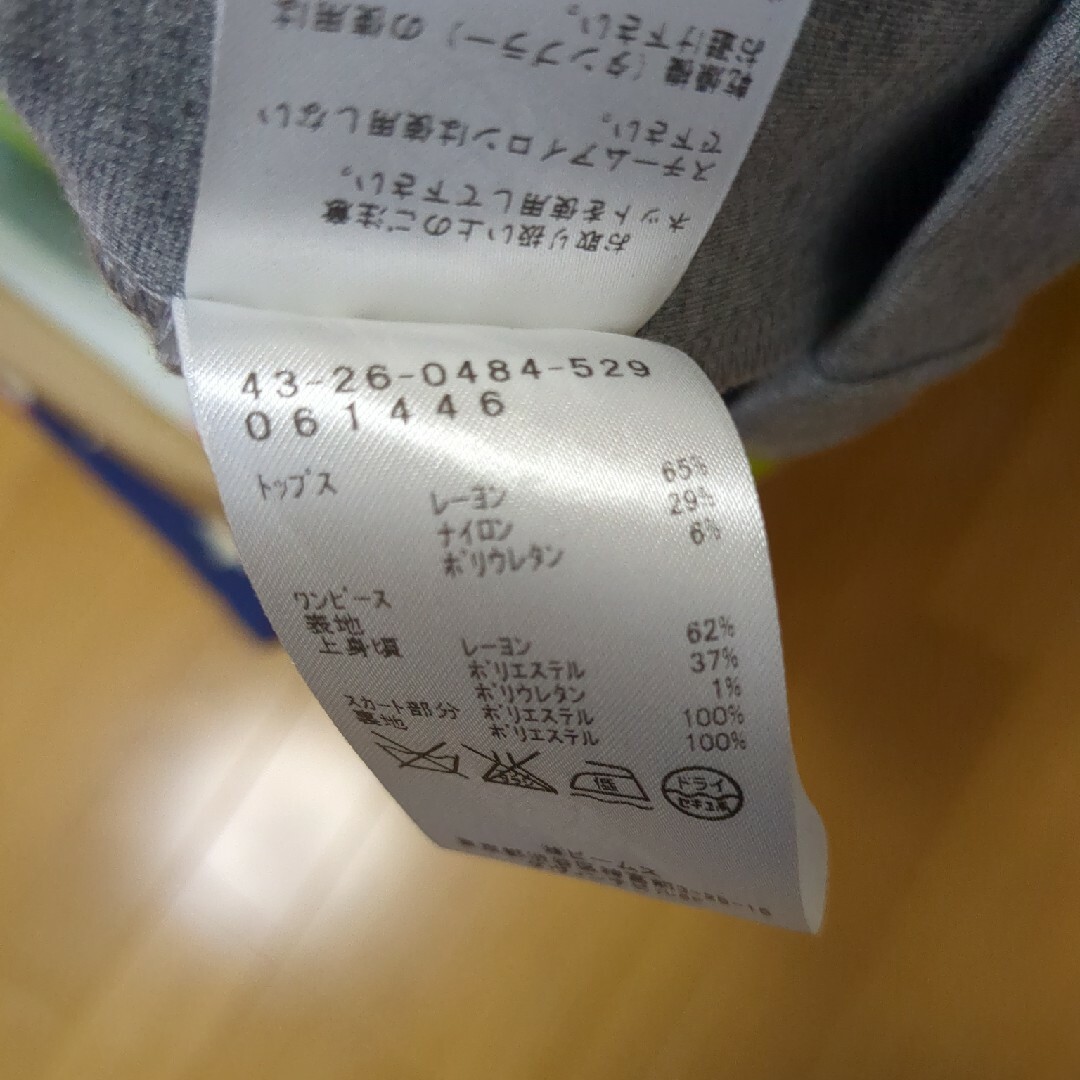 お取り扱い上のご注意
ネットを使用して下さい。
スチームアイロンは使用しない
で下さい。
乾燥機（タンブラー）の使用は
お避け下さい。
43-26-0484-529
061446
トップス
レーヨン 65%
ナイロン 29%
ポリウレタン 6%
ワンピース
表地
上身頃 レーヨン 62%
ポリエステル 37%
ポリウレタン 1%
スカート部分 ポリエステル 100%
裏地 ポリエステル 100%
低 ドライ
セキユ系